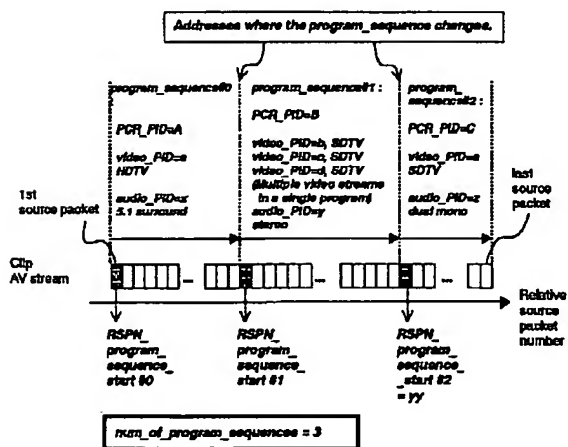 Addresses where the program_sequence changes.
program_sequence#0
:
PCR_PID=A
video_PID=a
HDTV
audio_PID=x
5.1 surround
program_sequence#1 :
PCR_PID=B
video_PID=b, SDTV
video_PID=c, SDTV
video_PID=d, SDTV
(Multiple video streams
in a single program)
audio_PID=y
stereo
program_
sequence#2 :
PCR_PID=C
video_PID=a
SDTV
audio_PID=z
dual mono
1st
source packet
last
source
packet
Clip
AV stream
...
...
...
Relative
source
packet
number
RSPN_
program_
sequence_
start #0
RSPN_
program_
sequence_
start #1
RSPN_
program_
sequence_
_start #2
= yy
num_of_program_sequences = 3